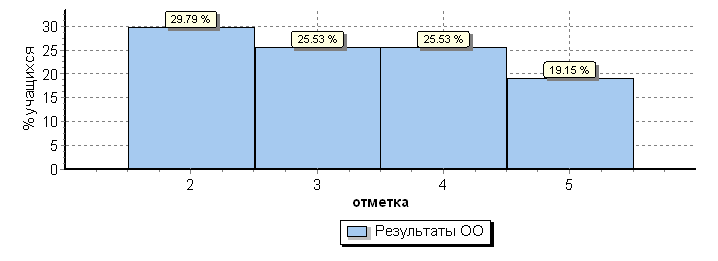 % учащихся
30
25
20
15
10
5
0
29.79 %
25.53 %
25.53 %
19.15 %
2 3 4 5
отметка
Результаты ОО